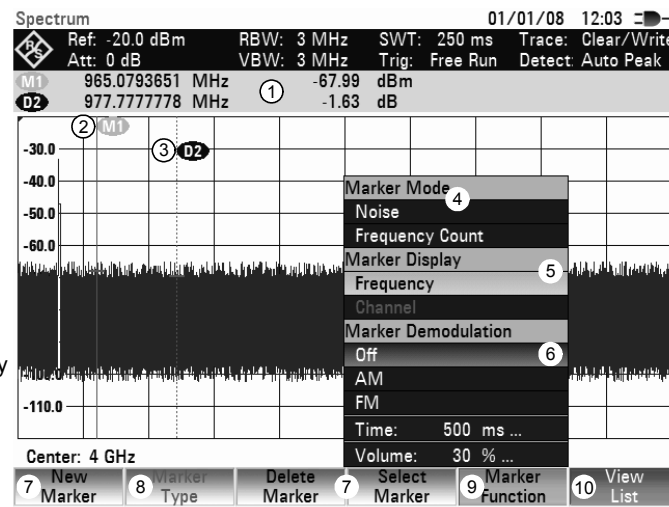 Spectrum 01/01/08 12:03
Ref: -20.0 dBm RBW: 3 MHz SWT: 250 ms Trace: Clear/Write
Att: 0 dB VBW: 3 MHz Trig: Free Run Detect: Auto Peak
M1 965.0793651 MHz -67.99 dBm
D2 977.7777778 MHz 1 -1.63 dB
2 M1
3 D2
-30.0
-40.0
-50.0
-60.0
-110.0
Marker Mode 4
Noise
Frequency Count
Marker Display
5
Frequency
Channel
Marker Demodulation
Off 6
AM
FM
Time: 500 ms ...
Volume: 30 % ...
y
Center: 4 GHz
7 New Marker
8 Marker Type
Delete Marker
7 Select Marker
9 Marker Function
10 View List